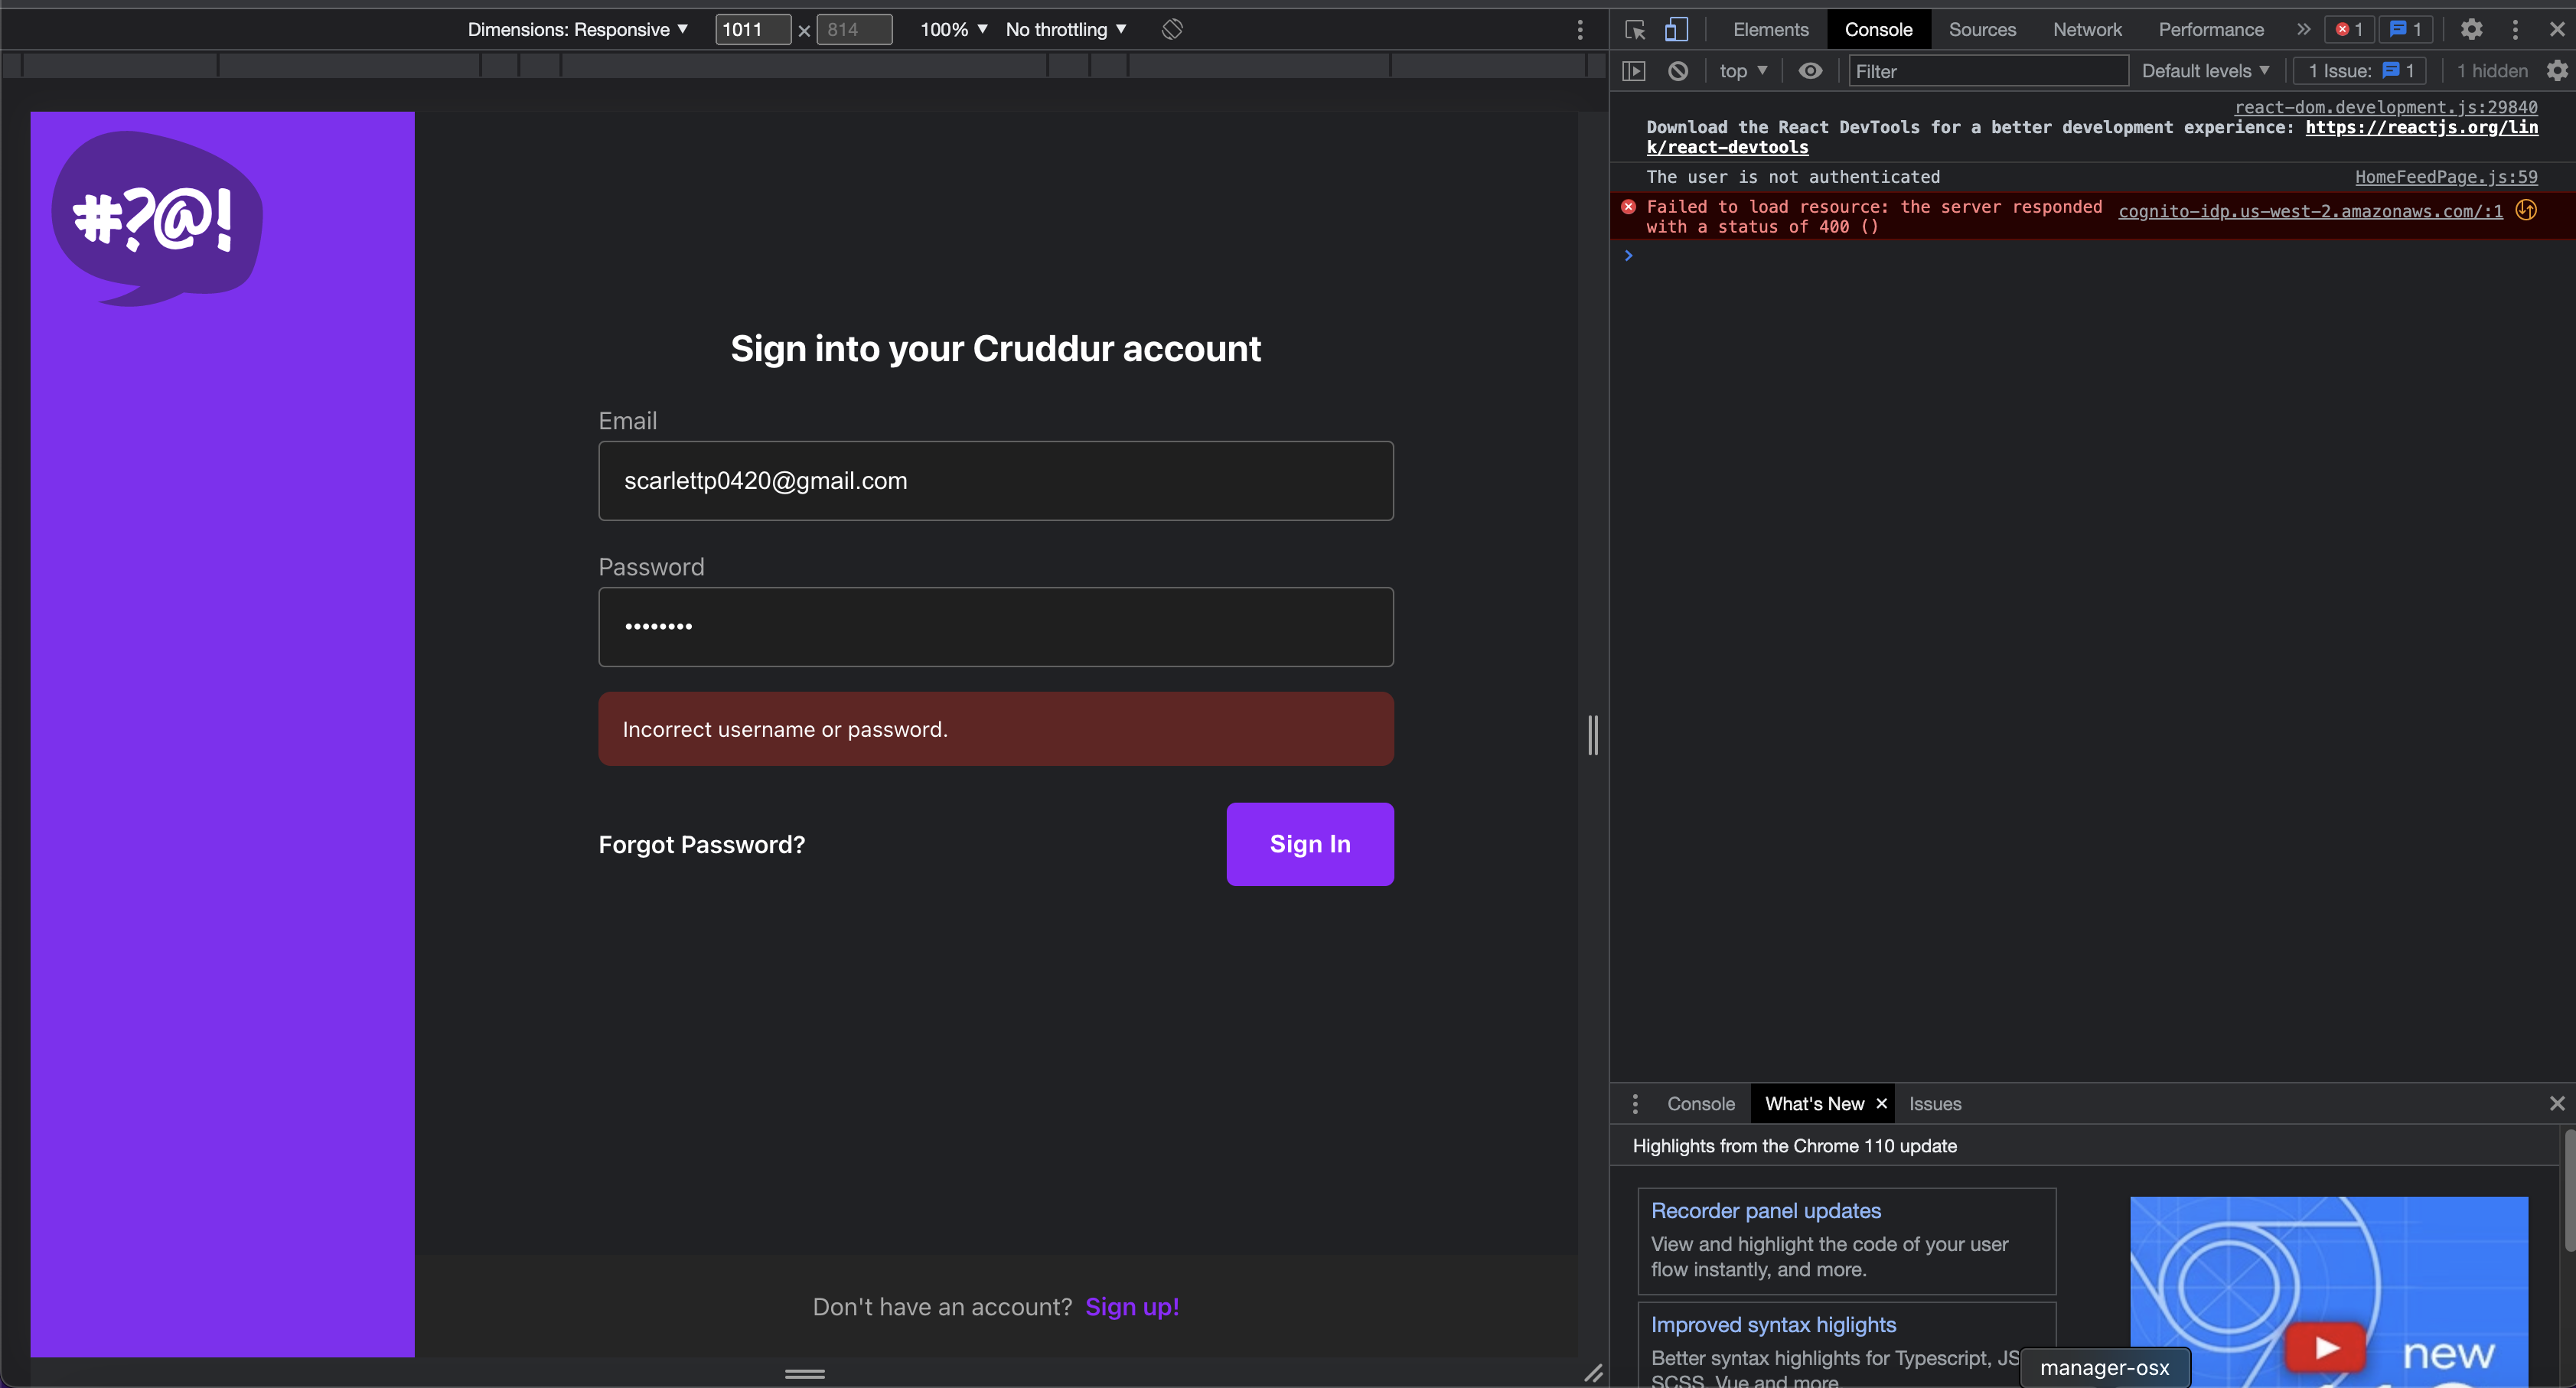 Dimensions: Responsive ▼ 1011 × 814 100% ▼ No throttling ▼
Elements Console Sources Network Performance » 1 1
top ▼ Filter Default levels ▼ 1 Issue: 1 1 hidden
#?@!
Sign into your Cruddur account
Email
scarlettp0420@gmail.com
Password
••••••••
Incorrect username or password.
Forgot Password? Sign In
Don't have an account? Sign up!
react-dom.development.js:29840
Download the React DevTools for a better development experience: https://reactjs.org/lin
k/react-devtools
The user is not authenticated HomeFeedPage.js:59
Failed to load resource: the server responded cognito-idp.us-west-2.amazonaws.com/:1
with a status of 400 ()
Console What's New × Issues
Highlights from the Chrome 110 update
Recorder panel updates
View and highlight the code of your user
flow instantly, and more.
Improved syntax higlights
Better syntax highlights for Typescript, JS
SCSS, Vue and more
new
manager-osx